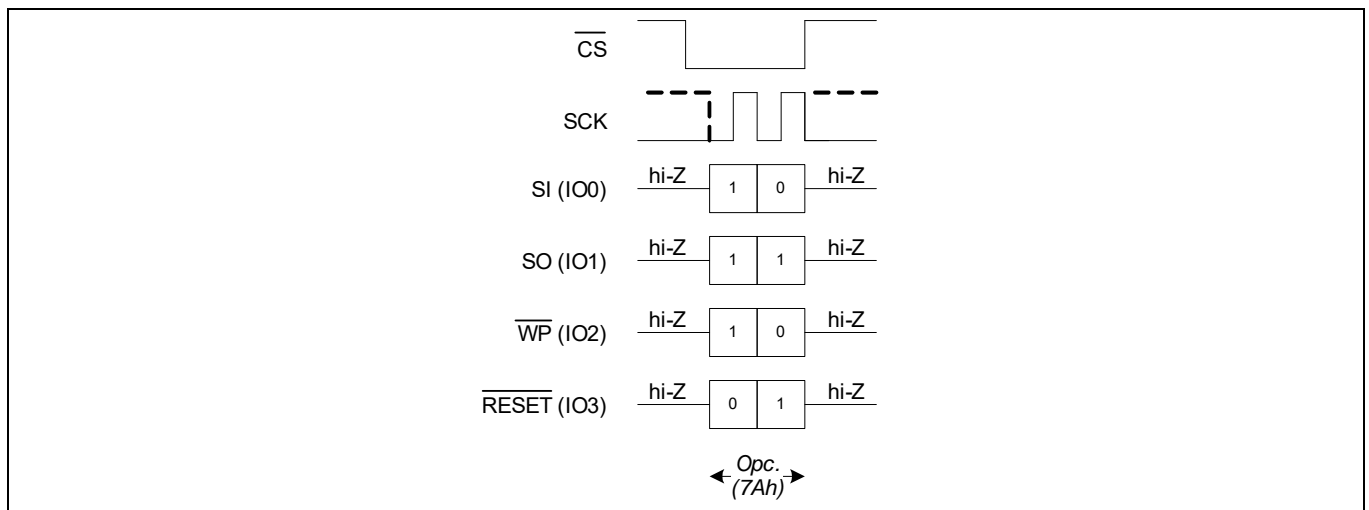 CS
SCK
SI (IO0) hi-Z 1 0 hi-Z
SO (IO1) hi-Z 1 1 hi-Z
WP (IO2) hi-Z 1 0 hi-Z
RESET (IO3) hi-Z 0 1 hi-Z
Opc.
(7Ah)